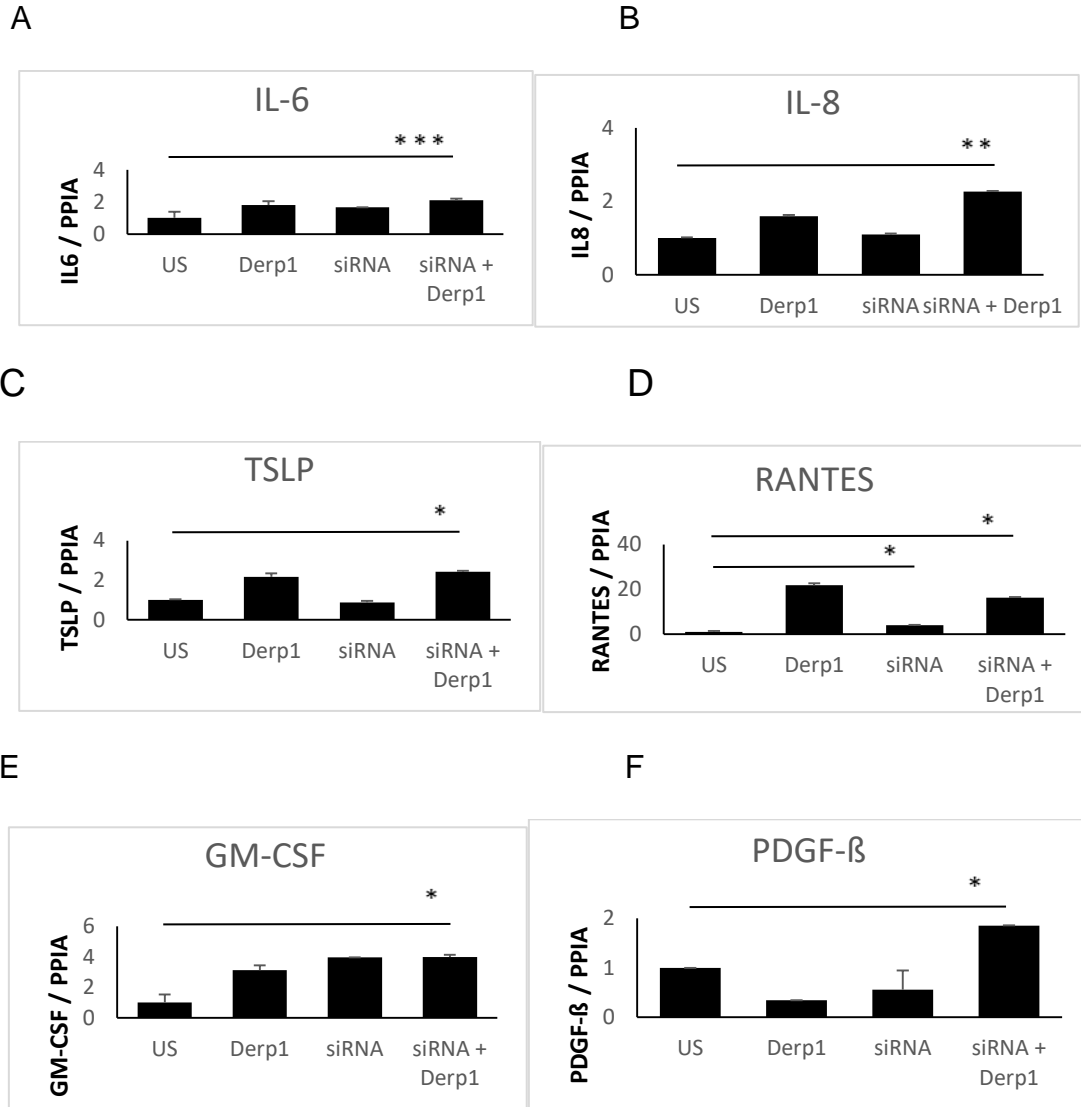 A
B
IL-6
***
IL6 / PPIA
4
2
0
US Derp1 siRNA siRNA +
Derp1
IL-8
**
IL8 / PPIA
4
2
0
US Derp1 siRNA siRNA + Derp1
C
D
TSLP
*
TSLP / PPIA
4
2
0
US Derp1 siRNA siRNA +
Derp1
RANTES
*
*
RANTES / PPIA
40
20
0
US Derp1 siRNA siRNA +
Derp1
E
F
GM-CSF
*
GM-CSF / PPIA
6
4
2
0
US Derp1 siRNA siRNA +
Derp1
PDGF-ß
*
PDGF-ß / PPIA
2
1
0
US Derp1 siRNA siRNA +
Derp1